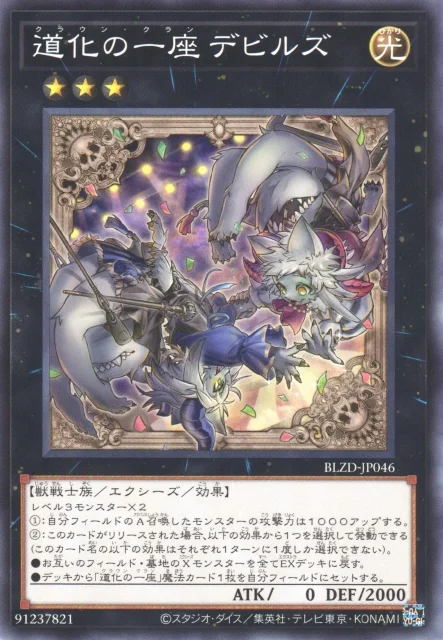 クラウン クラン
道化の一座 デビルズ
ひかり
光
BLZD-JP046
【獣戦士族/エクシーズ/効果】
レベル3モンスター×2
①:自分フィールドのA召喚したモンスターの攻撃力は1000アップする。
②:このカードがリリースされた場合、以下の効果から1つを選択して発動できる
(このカード名の以下の効果はそれぞれ1ターンに1度しか選択できない)。
●お互いのフィールド・墓地のXモンスターを全てEXデッキに戻す。
●デッキから「道化の一座」魔法カード1枚を自分フィールドにセットする。
ATK/ 0 DEF/2000
91237821
©スタジオ・ダイス/集英社・テレビ東京・KONAMI